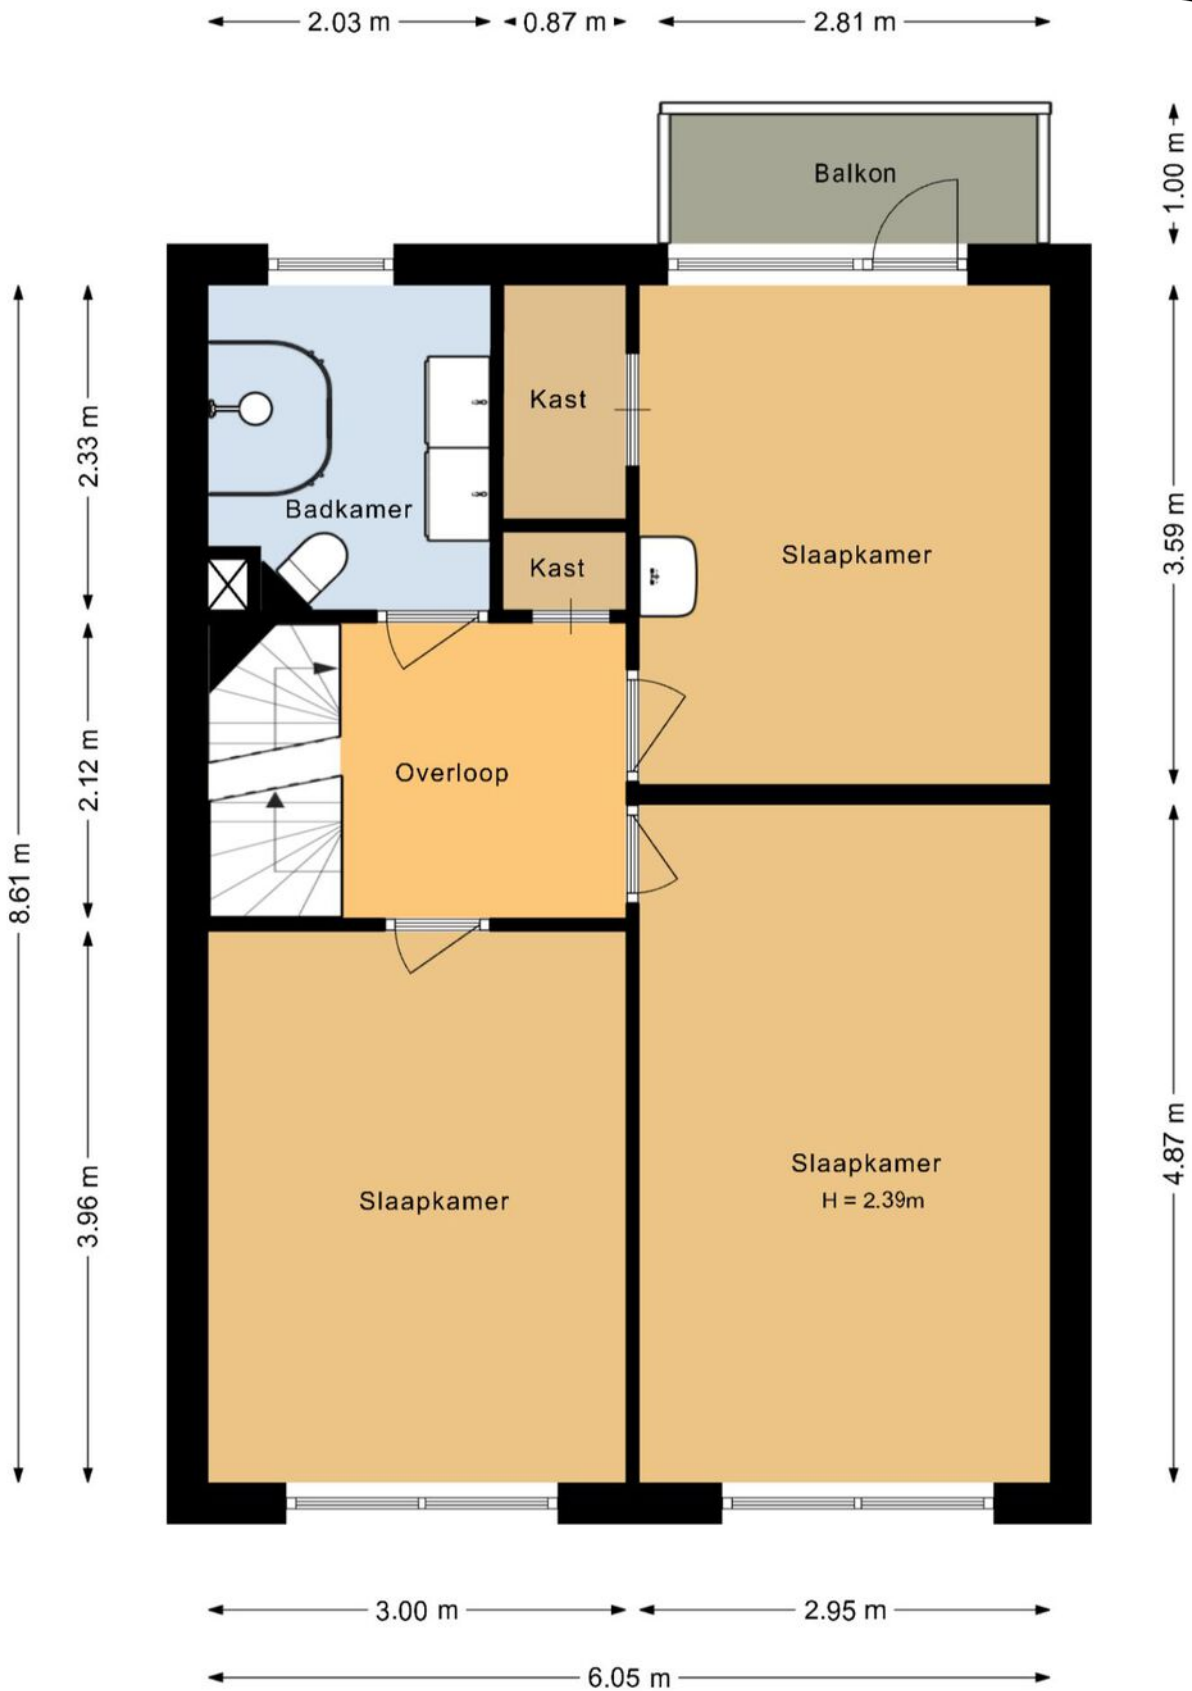 2.03 m
0.87 m
2.81 m
Balkon
1.00 m
Kast
Badkamer
2.33 m
Kast
Slaapkamer
3.59 m
Overloop
2.12 m
8.61 m
Slaapkamer
3.96 m
Slaapkamer
H = 2.39m
4.87 m
3.00 m
2.95 m
6.05 m